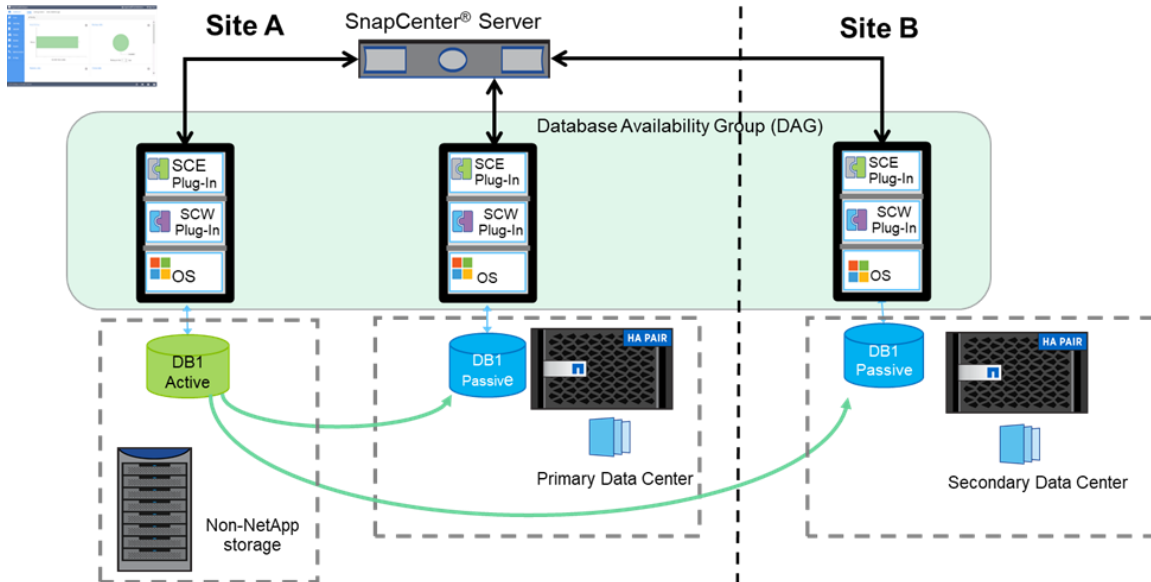 Site A
SnapCenter® Server
Site B
Database Availability Group (DAG)
SCE
Plug-In
SCW
Plug-In
OS
SCE
Plug-In
SCW
Plug-In
OS
SCE
Plug-In
SCW
Plug-In
OS
DB1
Active
DB1
Passive
HA PAIR
DB1
Passive
HA PAIR
Primary Data Center
Secondary Data Center
Non-NetApp
storage